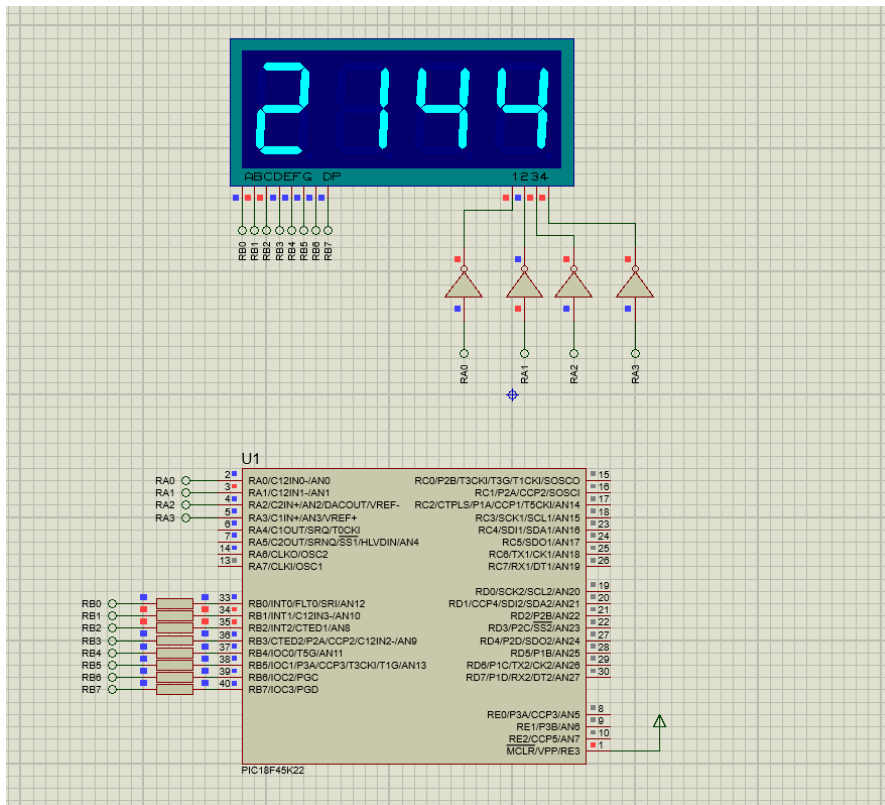 2144
ABCDEFG DP
1234
RB0
RB1
RB2
RB3
RB4
RB5
RB6
RB7
RA0
RA1
RA2
RA3
U1
RA0
RA1
RA2
RA3
2
3
4
5
6
7
14
13
RA0/C12IN0-/AN0
RA1/C12IN1-/AN1
RA2/C2IN+/AN2/DACOUT/VREF-
RA3/C1IN+/AN3/VREF+
RA4/C1OUT/SRQ/T0CKI
RA5/C2OUT/SRNQ/SS1/HLVDIN/AN4
RA6/CLKO/OSC2
RA7/CLKI/OSC1
RC0/P2B/T3CKI/T3G/T1CKI/SOSCO
RC1/P2A/CCP2/SOSCI
RC2/CTPLS/P1A/CCP1/T5CKI/AN14
RC3/SCK1/SCL1/AN15
RC4/SDI1/SDA1/AN16
RC5/SDO1/AN17
RC6/TX1/CK1/AN18
RC7/RX1/DT1/AN19
15
16
17
18
23
24
25
26
RB0
RB1
RB2
RB3
RB4
RB5
RB6
RB7
33
34
35
36
37
38
39
40
RB0/INT0/FLT0/SRI/AN12
RB1/INT1/C12IN3-/AN10
RB2/INT2/CTED1/AN8
RB3/CTED2/P2A/CCP2/C12IN2-/AN9
RB4/IOC0/T5G/AN11
RB5/IOC1/P3A/CCP3/T3CKI/T1G/AN13
RB6/IOC2/PGC
RB7/IOC3/PGD
RD0/SCK2/SCL2/AN20
RD1/CCP4/SDI2/SDA2/AN21
RD2/P2B/AN22
RD3/P2C/SS2/AN23
RD4/P2D/SDO2/AN24
RD5/P1B/AN25
RD6/P1C/TX2/CK2/AN26
RD7/P1D/RX2/DT2/AN27
19
20
21
22
27
28
29
30
RE0/P3A/CCP3/AN5
RE1/P3B/AN6
RE2/CCP5/AN7
MCLR/VPP/RE3
8
9
10
1
PIC18F45K22